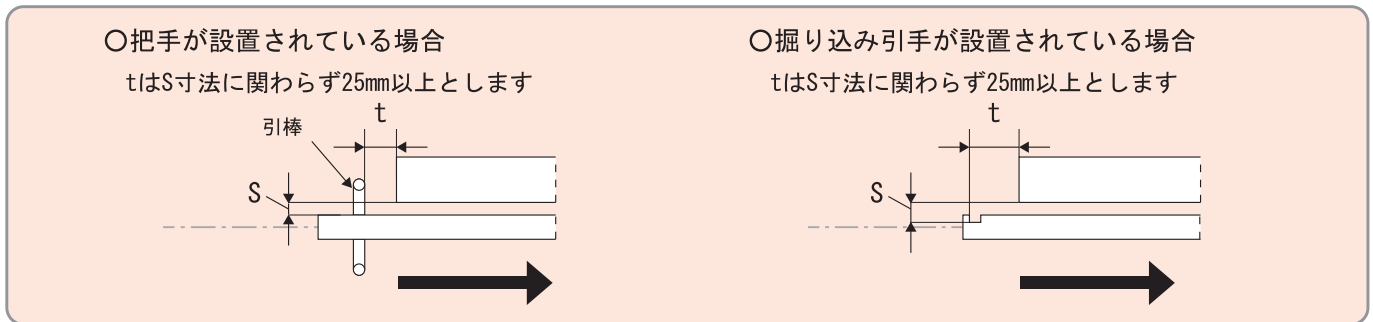 ○把手が設置されている場合
tはS寸法に関わらず25mm以上とします
t
引棒
S
○掘り込み引手が設置されている場合
tはS寸法に関わらず25mm以上とします
t
S